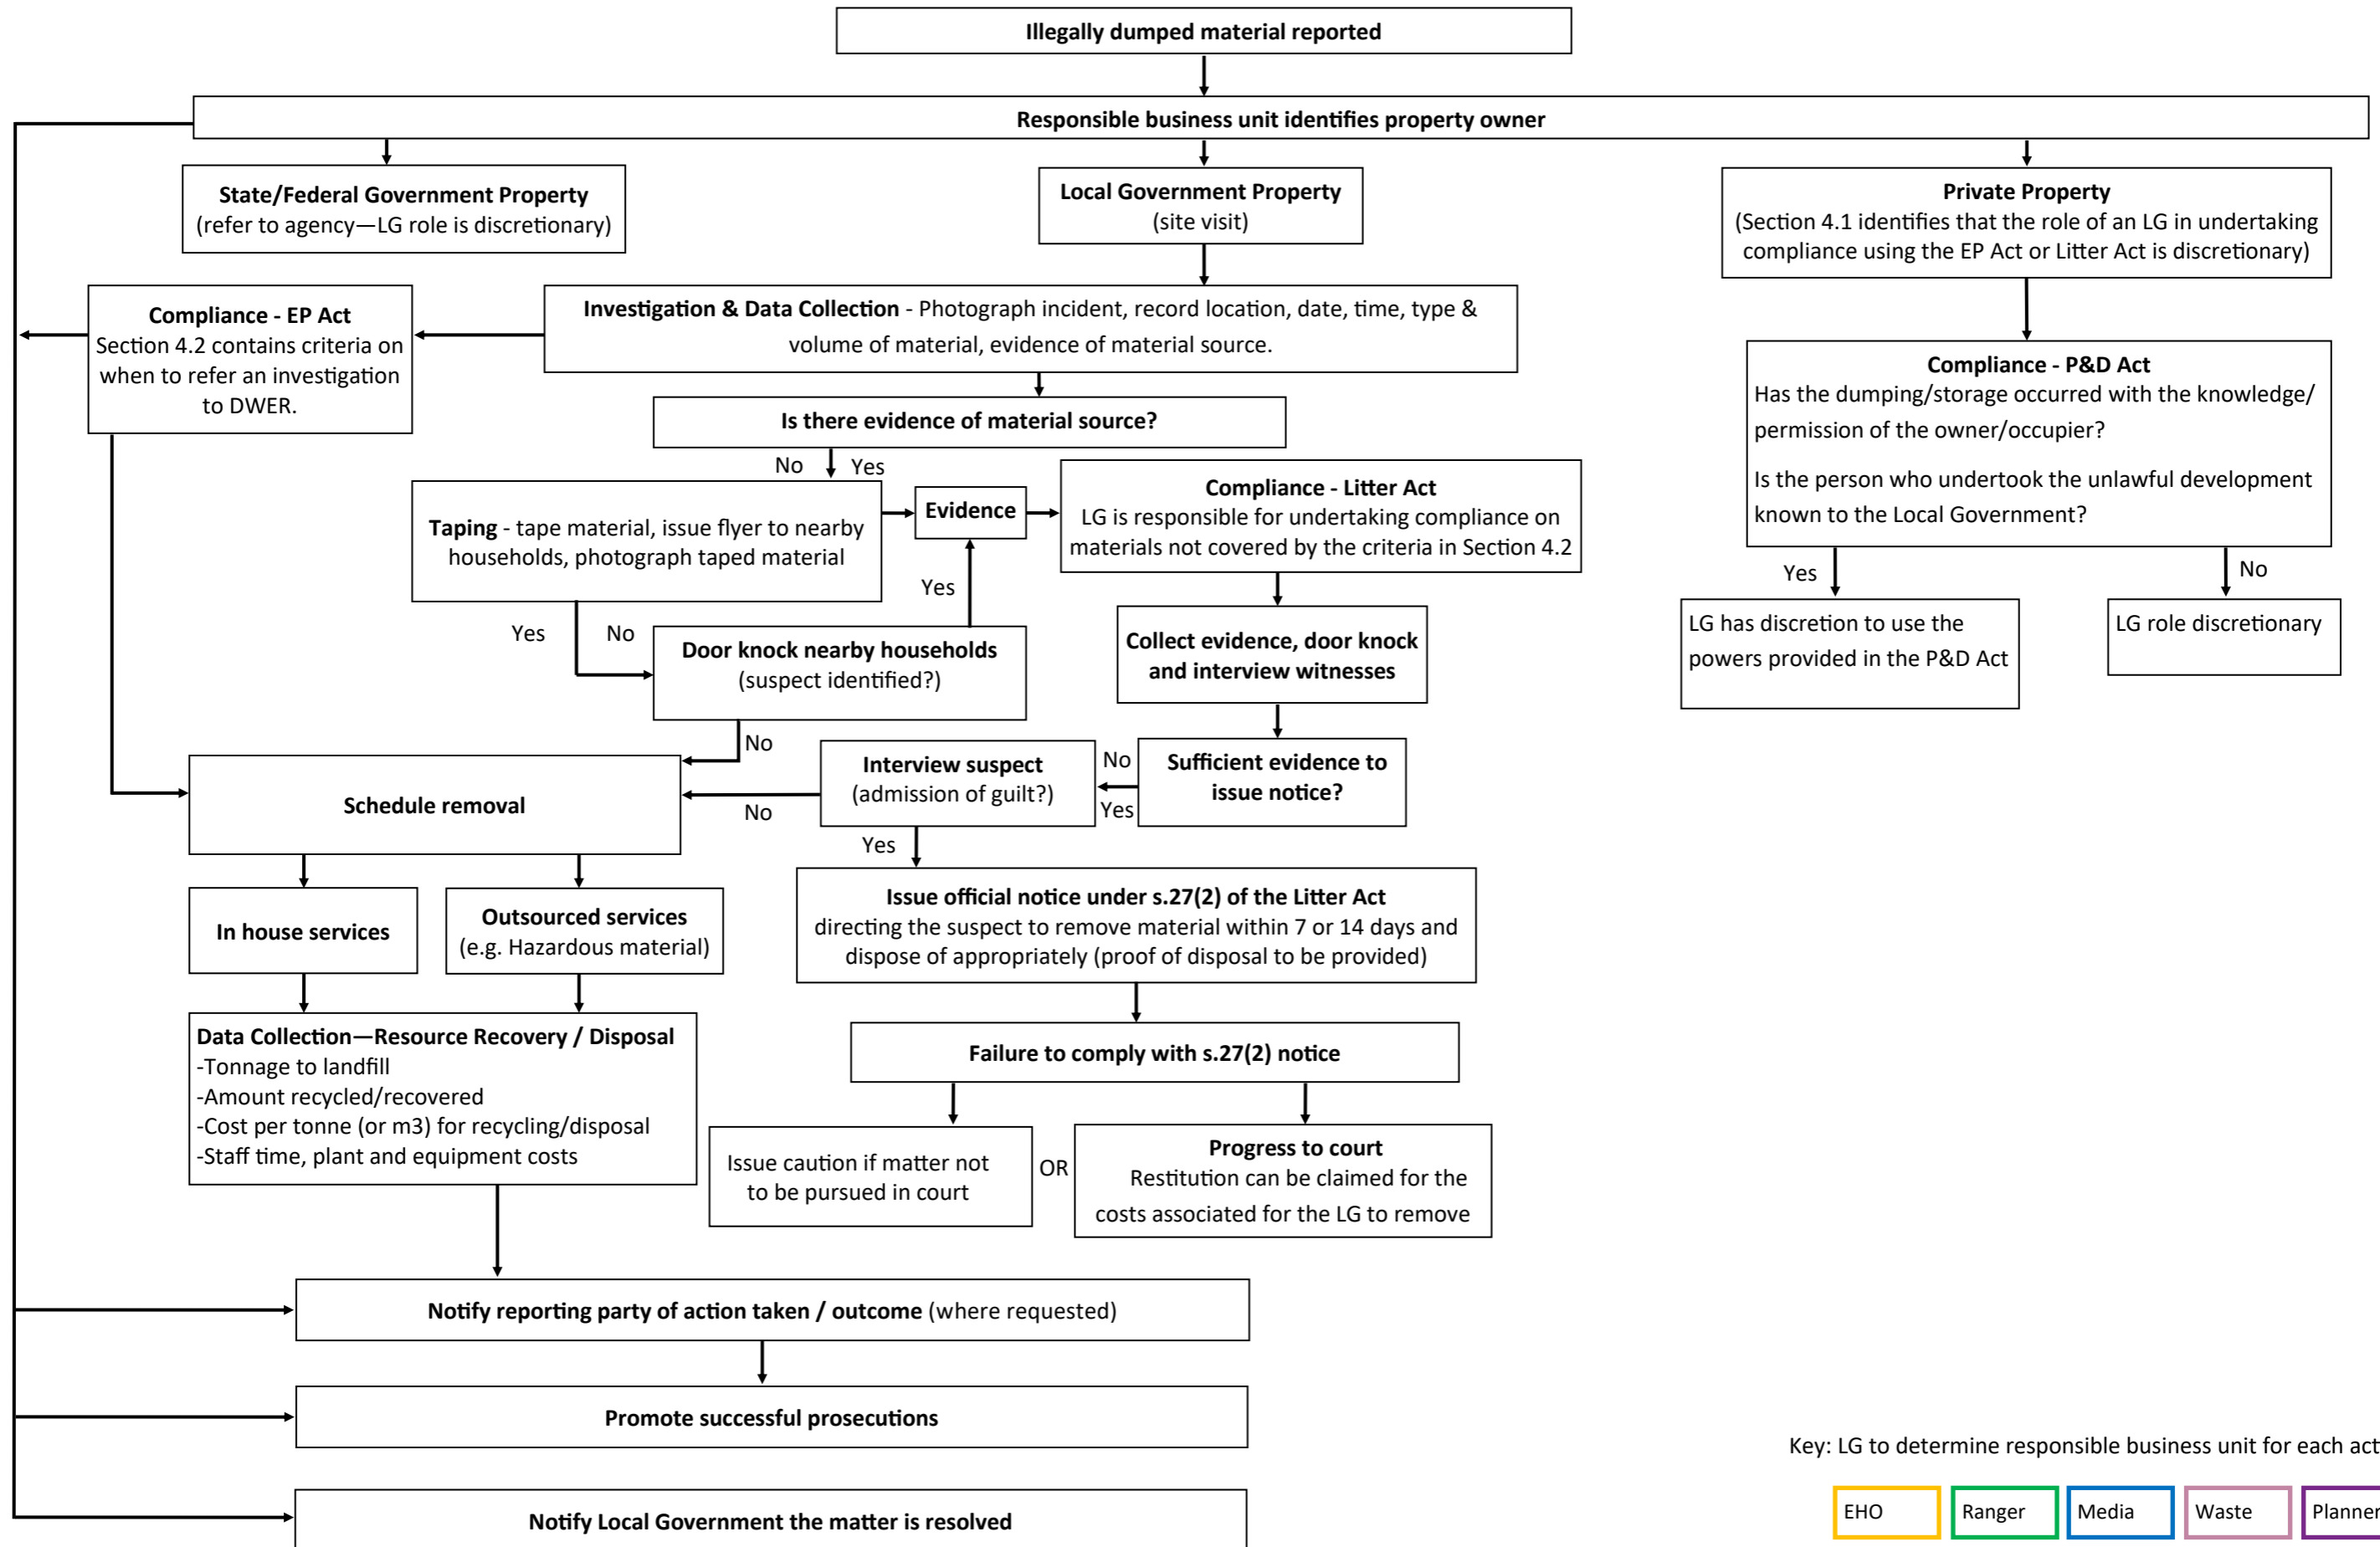 Illegally dumped material reported
Responsible business unit identifies property owner
State/Federal Government Property
(refer to agency—LG role is discretionary)
Local Government Property
(site visit)
Private Property
(Section 4.1 identifies that the role of an LG in undertaking
compliance using the EP Act or Litter Act is discretionary)
Compliance - EP Act
Section 4.2 contains criteria on
when to refer an investigation
to DWER.
Investigation & Data Collection - Photograph incident, record location, date, time, type &
volume of material, evidence of material source.
Compliance - P&D Act
Has the dumping/storage occurred with the knowledge/
permission of the owner/occupier?
Is the person who undertook the unlawful development
known to the Local Government?
Is there evidence of material source?
No
Yes
Taping - tape material, issue flyer to nearby
households, photograph taped material
Evidence
Compliance - Litter Act
LG is responsible for undertaking compliance on
materials not covered by the criteria in Section 4.2
Yes
Yes
No
Yes
No
LG has discretion to use the
powers provided in the P&D Act
LG role discretionary
Door knock nearby households
(suspect identified?)
Collect evidence, door knock
and interview witnesses
No
Schedule removal
Interview suspect
(admission of guilt?)
No
Yes
Sufficient evidence to
issue notice?
No
Yes
In house services
Outsourced services
(e.g. Hazardous material)
Issue official notice under s.27(2) of the Litter Act
directing the suspect to remove material within 7 or 14 days and
dispose of appropriately (proof of disposal to be provided)
Data Collection—Resource Recovery / Disposal
-Tonnage to landfill
-Amount recycled/recovered
-Cost per tonne (or m3) for recycling/disposal
-Staff time, plant and equipment costs
Failure to comply with s.27(2) notice
Issue caution if matter not
to be pursued in court
OR
Progress to court
Restitution can be claimed for the
costs associated for the LG to remove
Notify reporting party of action taken / outcome (where requested)
Promote successful prosecutions
Notify Local Government the matter is resolved
Key: LG to determine responsible business unit for each act
EHO
Ranger
Media
Waste
Planner